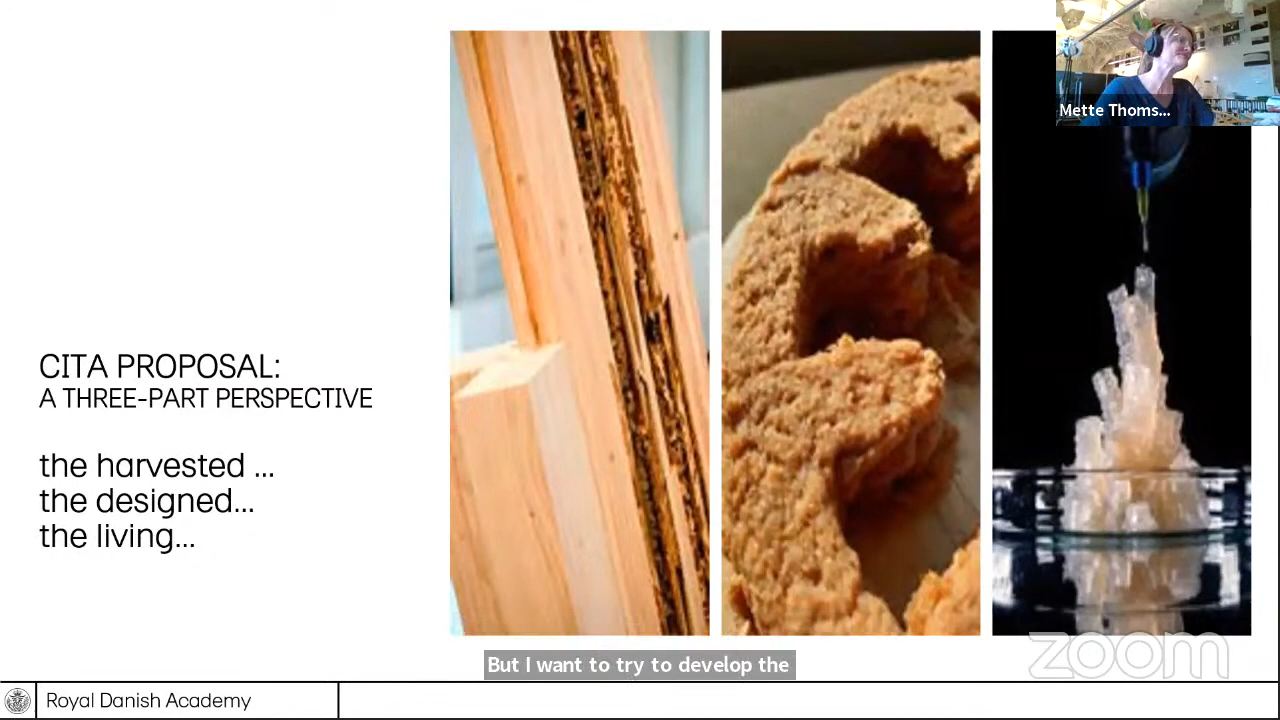 Mette Thoms...
CITA PROPOSAL:
A THREE-PART PERSPECTIVE
the harvested ...
the designed...
the living...
But I want to try to develop the
zoom
Royal Danish Academy